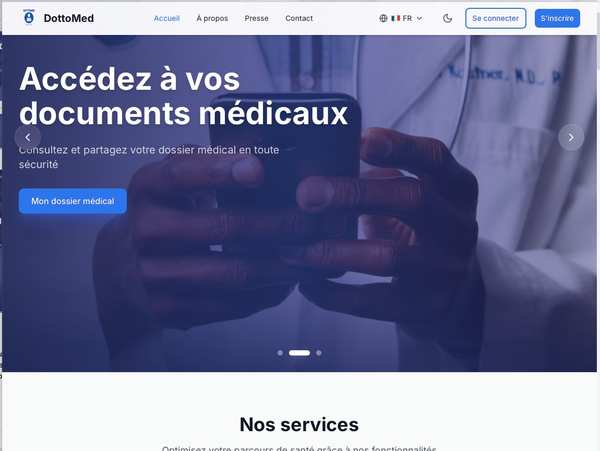 DottoMed
Accueil
À propos
Presse
Contact
FR
Se connecter
S'inscrire
Accédez à vos
documents médicaux
Consultez et partagez votre dossier médical en toute
sécurité
Mon dossier médical
Nos services
Optimisez votre parcours de santé grâce à nos fonctionnalités